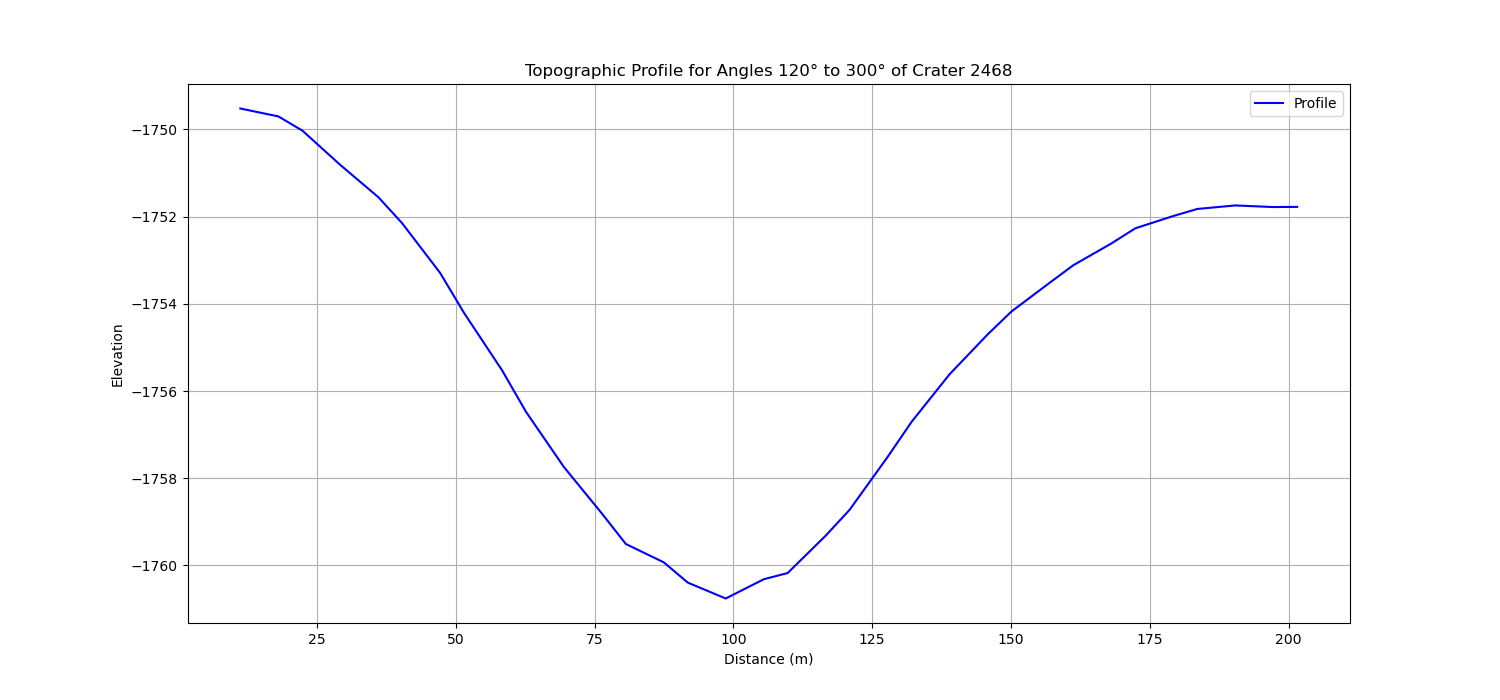 Topographic Profile for Angles 120° to 300° of Crater 2468
Profile
Elevation
−1750
−1752
−1754
−1756
−1758
−1760
25 50 75 100 125 150 175 200
Distance (m)